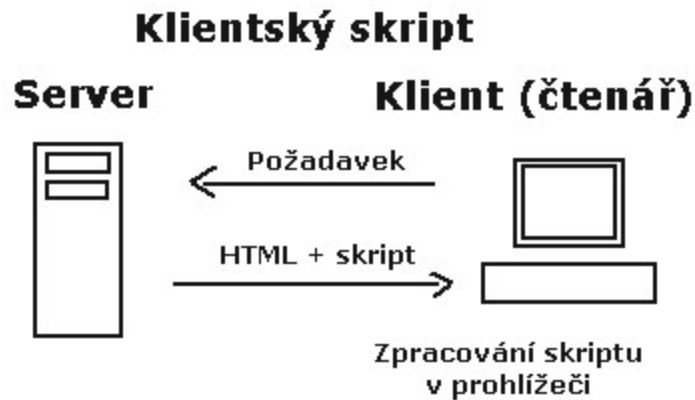 Klientský skript
Server
Klient (čtenář)
Požadavek
HTML + skript
Zpracování skriptu
v prohlížeči